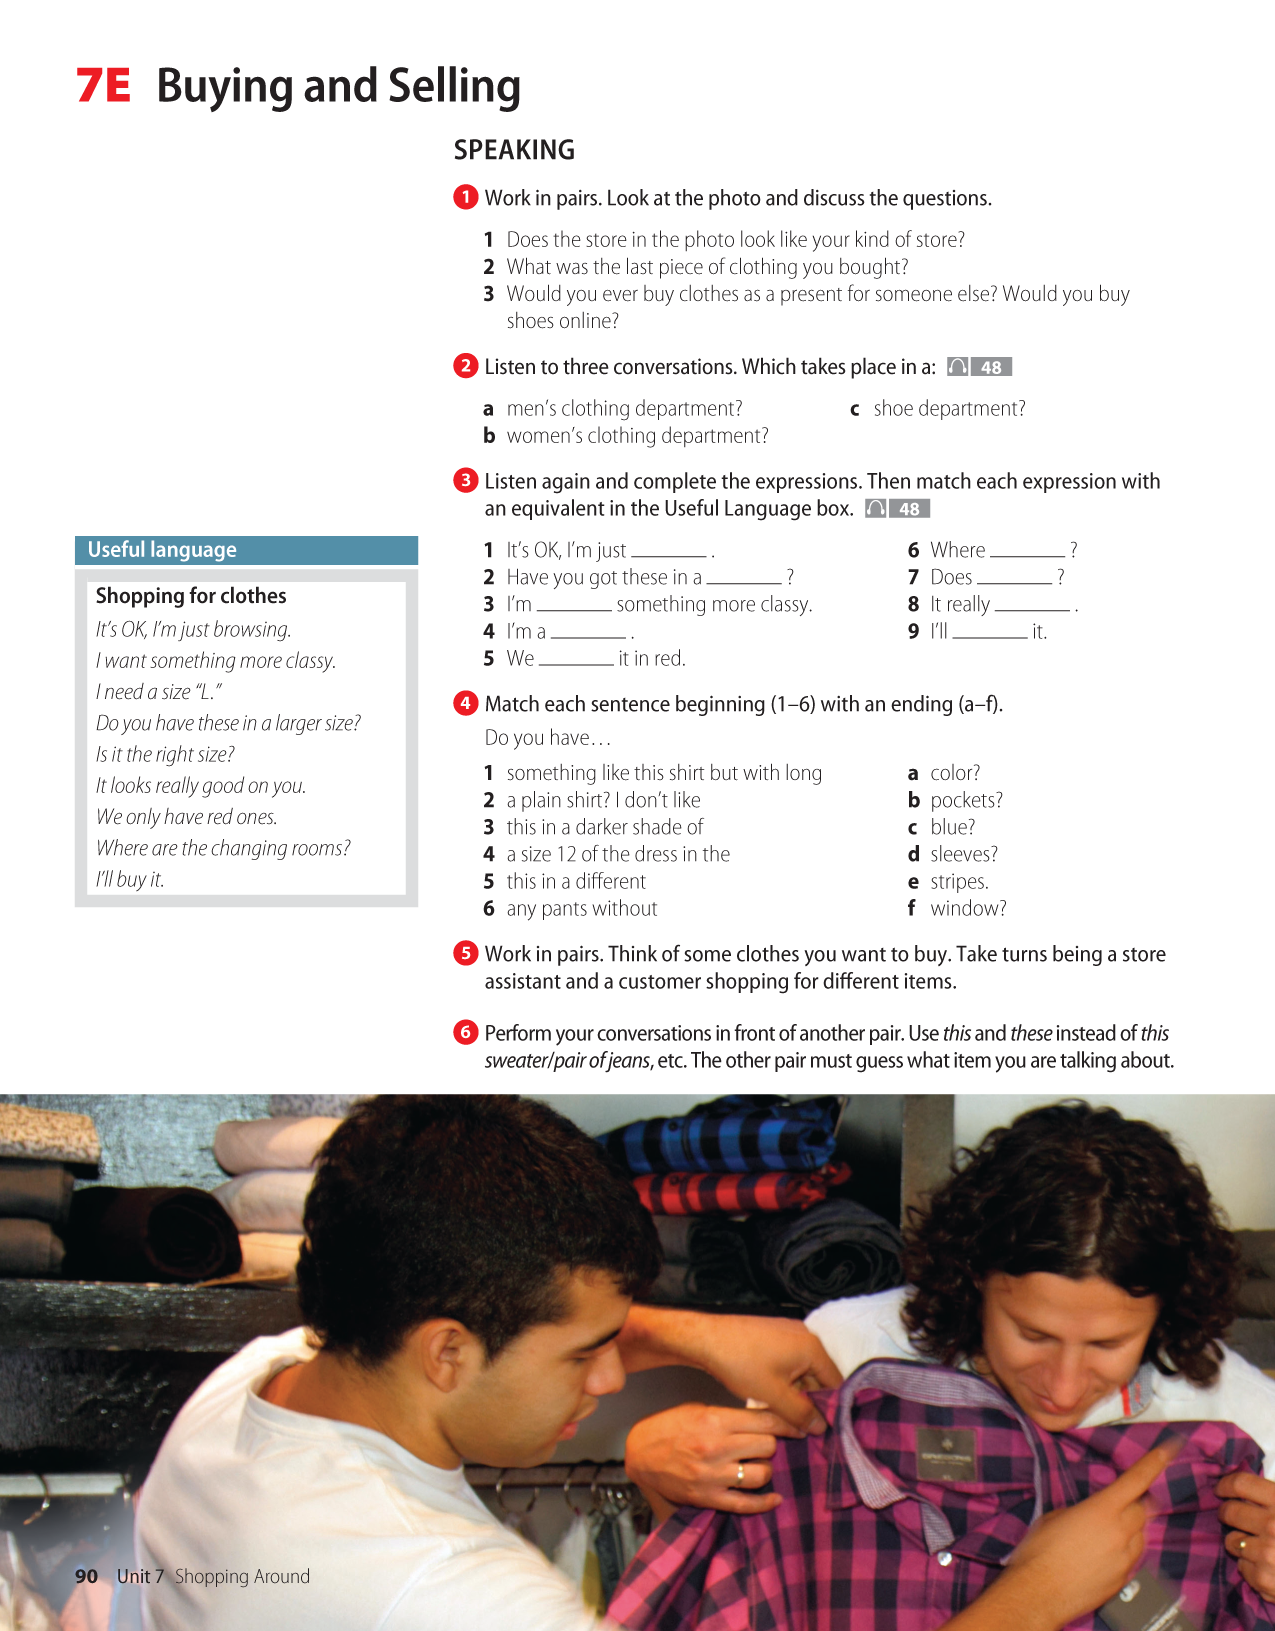 7E Buying and Selling
SPEAKING
1 Work in pairs. Look at the photo and discuss the questions.
1 Does the store in the photo look like your kind of store?
2 What was the last piece of clothing you bought?
3 Would you ever buy clothes as a present for someone else? Would you buy
shoes online?
2 Listen to three conversations. Which takes place in a: 48
a men’s clothing department?
b women’s clothing department?
c shoe department?
3 Listen again and complete the expressions. Then match each expression with
an equivalent in the Useful Language box. 48
1 It’s OK, I’m just ________ .
2 Have you got these in a ________ ?
3 I’m ________ something more classy.
4 I’m a ________ .
5 We ________ it in red.
6 Where ________ ?
7 Does ________ ?
8 It really ________ .
9 I’ll ________ it.
Useful language
Shopping for clothes
It’s OK, I’m just browsing.
I want something more classy.
I need a size “L.”
Do you have these in a larger size?
Is it the right size?
It looks really good on you.
We only have red ones.
Where are the changing rooms?
I’ll buy it.
4 Match each sentence beginning (1–6) with an ending (a–f).
Do you have…
1 something like this shirt but with long
2 a plain shirt? I don’t like
3 this in a darker shade of
4 a size 12 of the dress in the
5 this in a different
6 any pants without
a color?
b pockets?
c blue?
d sleeves?
e stripes.
f window?
5 Work in pairs. Think of some clothes you want to buy. Take turns being a store
assistant and a customer shopping for different items.
6 Perform your conversations in front of another pair. Use this and these instead of this
sweater/pair of jeans, etc. The other pair must guess what item you are talking about.
90 Unit 7 Shopping Around